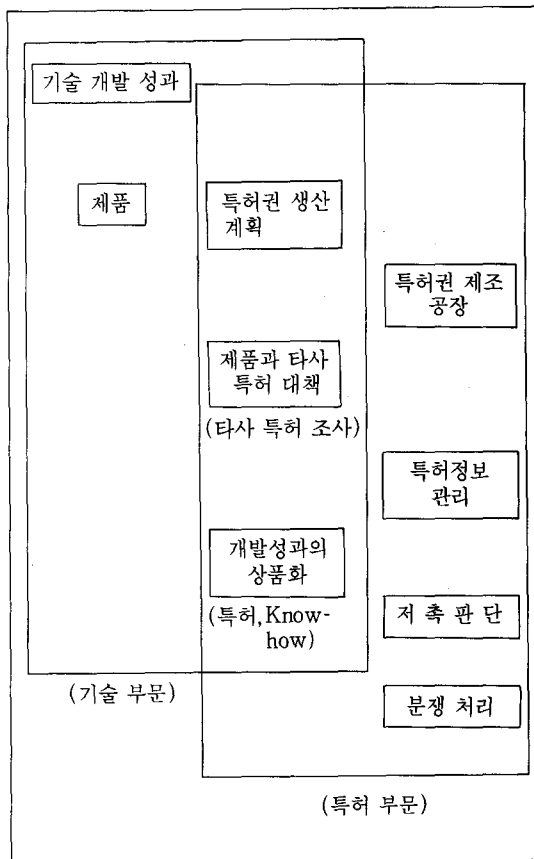 기술 개발 성과
제품
특허권 생산
계획
특허권 제조
공장
제품과 타사
특허 대책
(타사 특허 조사)
특허정보
관리
개발성과의
상품화
(특허,Know-
how)
저 촉 판 단
(기술 부문)
분쟁 처리
(특허 부문)